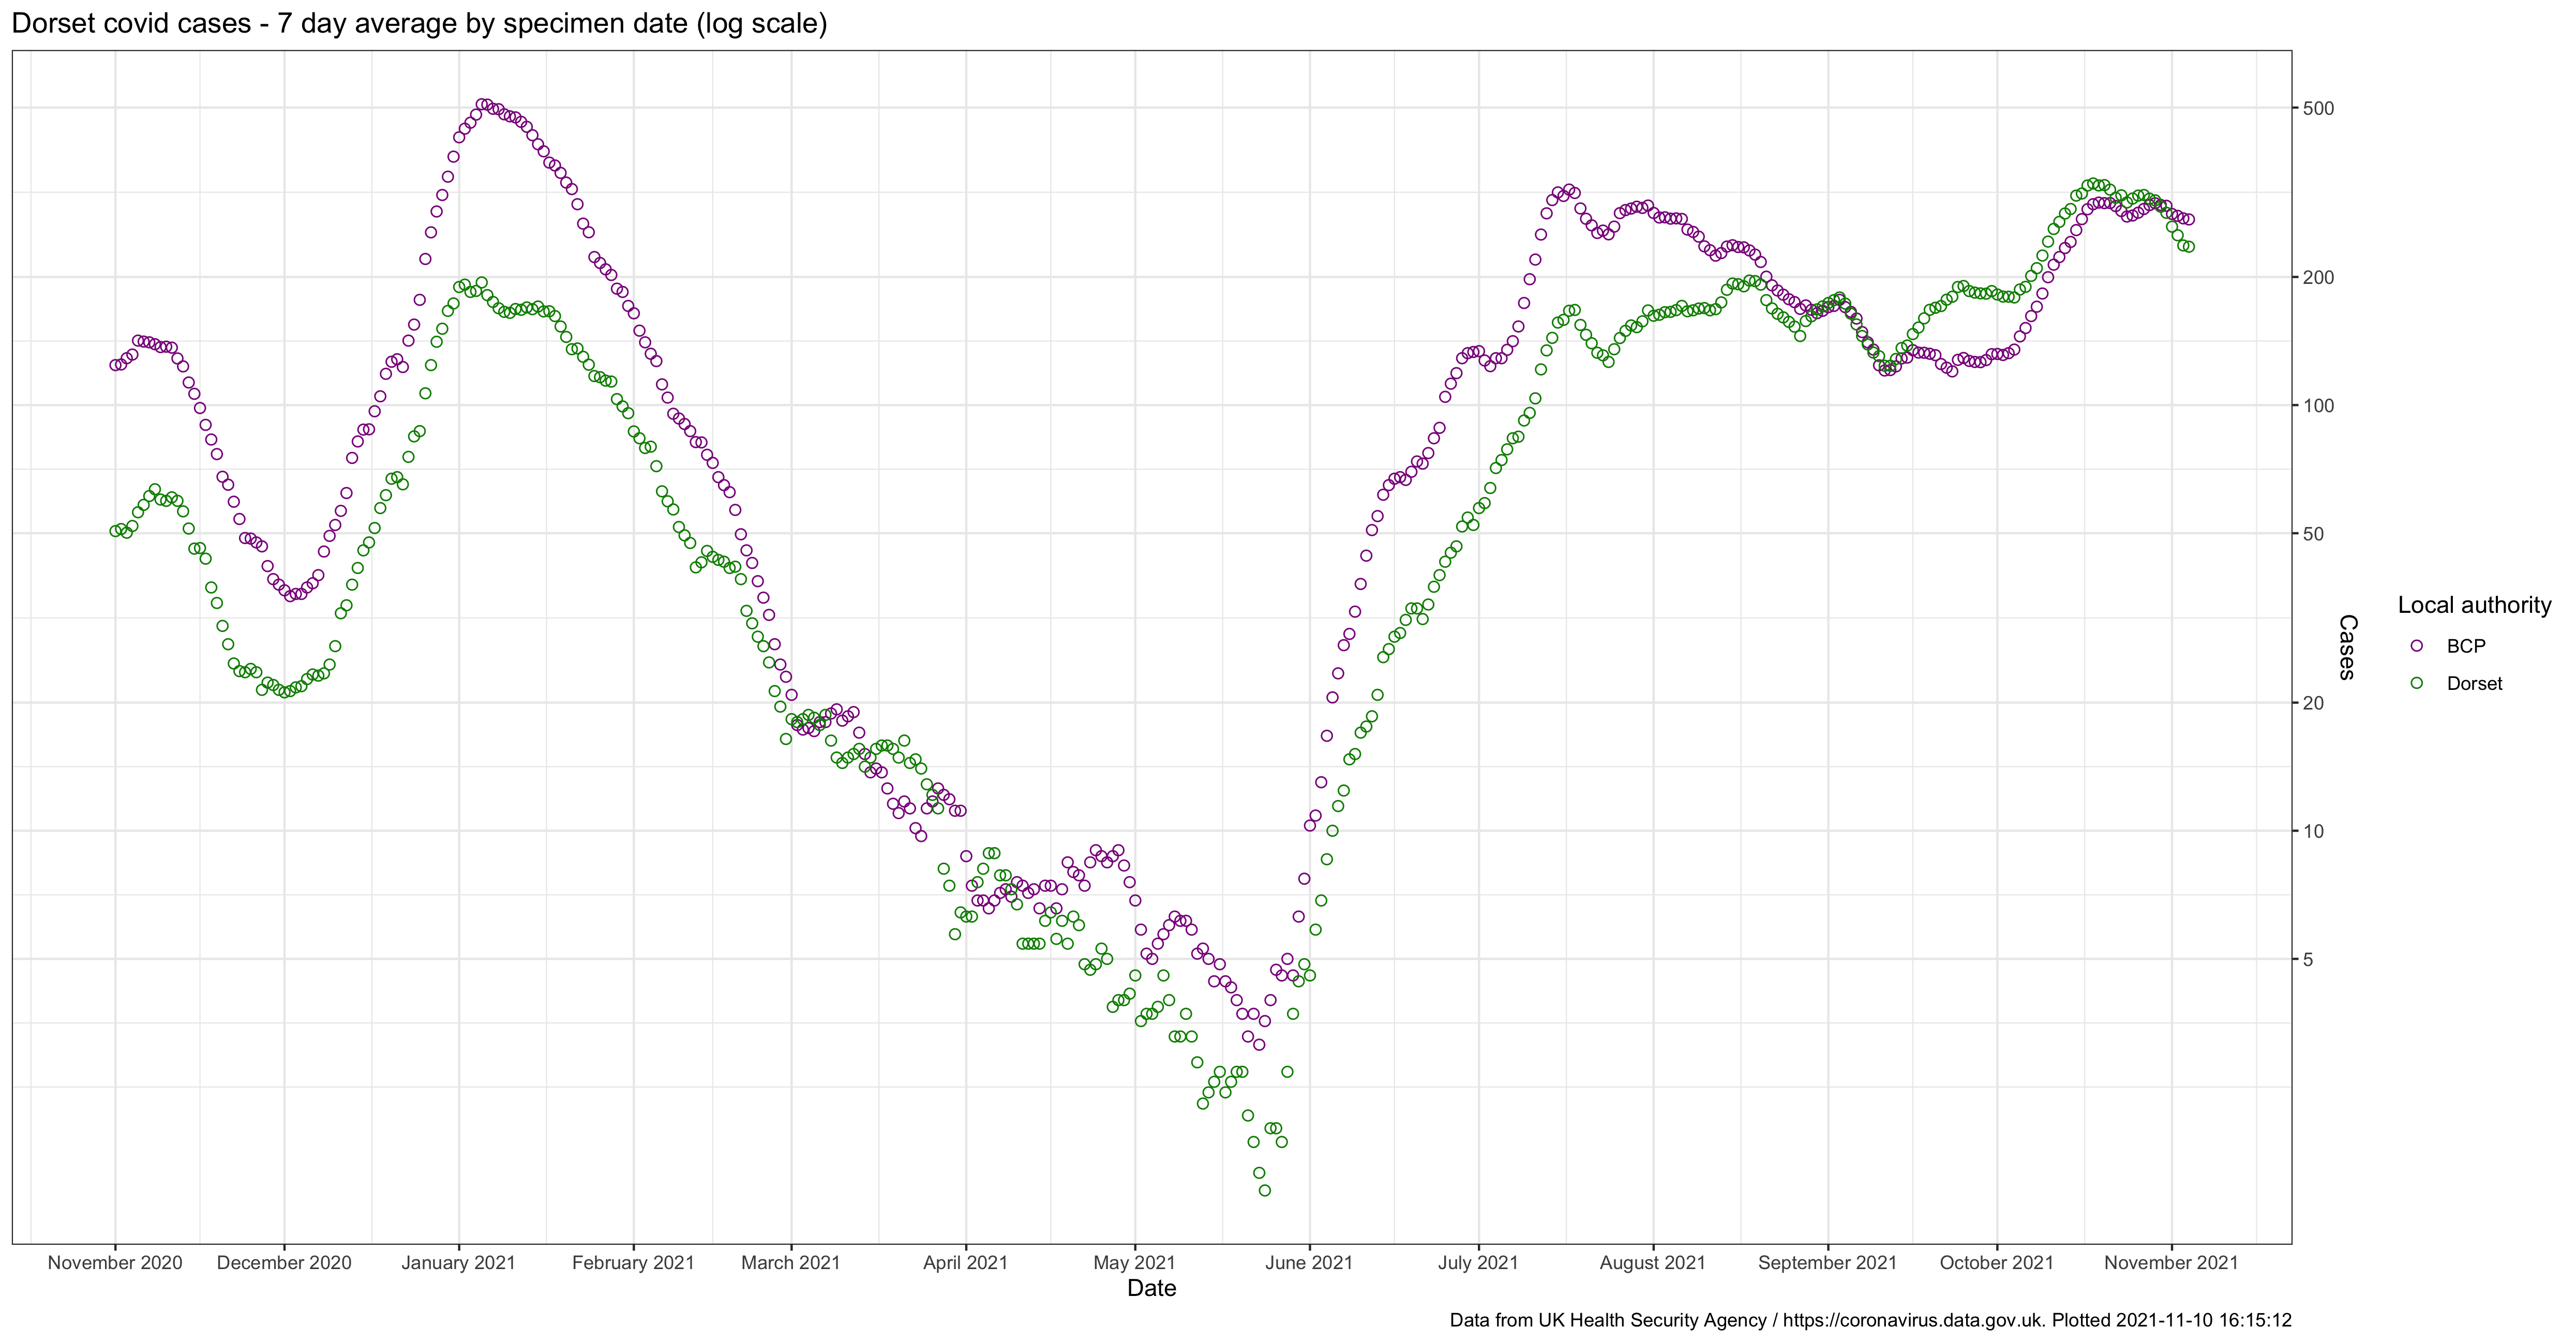 Dorset covid cases - 7 day average by specimen date (log scale)
500
200
100
50
20
10
5
Cases
Local authority
BCP
Dorset
November 2020
December 2020
January 2021
February 2021
March 2021
April 2021
May 2021
June 2021
July 2021
August 2021
September 2021
October 2021
November 2021
Date
Data from UK Health Security Agency / https://coronavirus.data.gov.uk. Plotted 2021-11-10 16:15:12